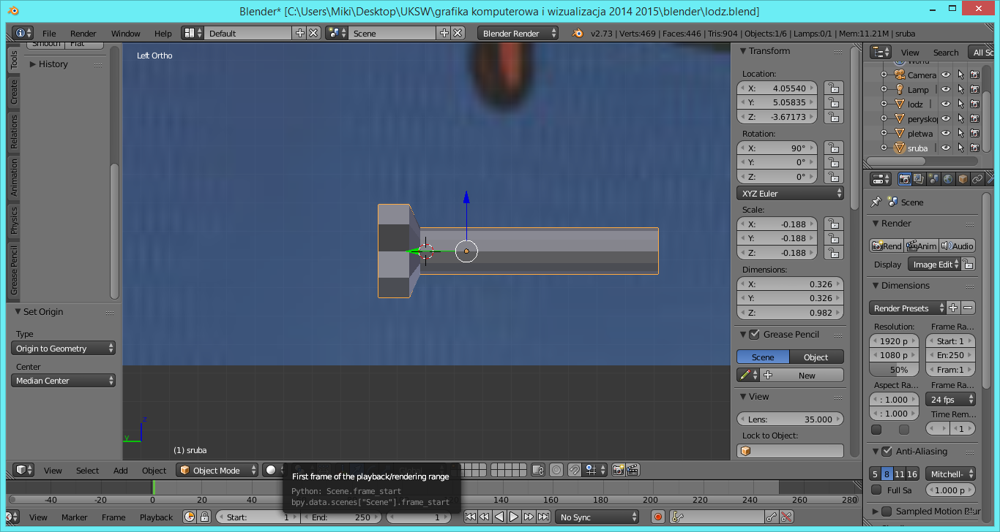 Blender* [C:\Users\Miki\Desktop\UKSW\grafika komputerowa i wizualizacja 2014 2015\blender\lodz.blend]
File Render Window Help Default Scene Blender Render v2.73 | Verts:469 | Faces:446 | Tris:904 | Objects:1/6 | Lamps:0/1 | Mem:11.21M | sruba
Tools
Create
Relations
Animation
Physics
Grease Pencil
Smooth Flat
History
Set Origin
Type
Origin to Geometry
Center
Median Center
Left Ortho
z
y
(1) sruba
Transform
Location:
X: 4.05540
Y: 5.05835
Z: -3.67173
Rotation:
X: 90°
Y: 0°
Z: 0°
XYZ Euler
Scale:
X: -0.188
Y: -0.188
Z: -0.188
Dimensions:
X: 0.326
Y: 0.326
Z: 0.982
Grease Pencil
Scene Object
New
View
Lens: 35.000
Lock to Object:
View Search All Sc
World
Camera
Lamp
lodz
perysko
pletwa
sruba
Scene
Render
Rend Anim Audio
Display Image Edit
Dimensions
Render Presets
Resolution: Frame Ra...
1920 p Start: 1
1080 p En:250
50% Fram:1
Aspect Ra... Frame Ra...
: 1.000 24 fps
: 1.000 Time Rem...
1
Anti-Aliasing
5 8 11 16 Mitchell-
Full Sa 1.000 p
Sampled Motion Blur
View Select Add Object Object Mode
First frame of the playback/rendering range
Python: Scene.frame_start
bpy.data.scenes["Scene"].frame_start
-40 -20 0 20 40 140 160 180 200 220 240 260 280
View Marker Frame Playback Start: 1 End: 250 1 No Sync